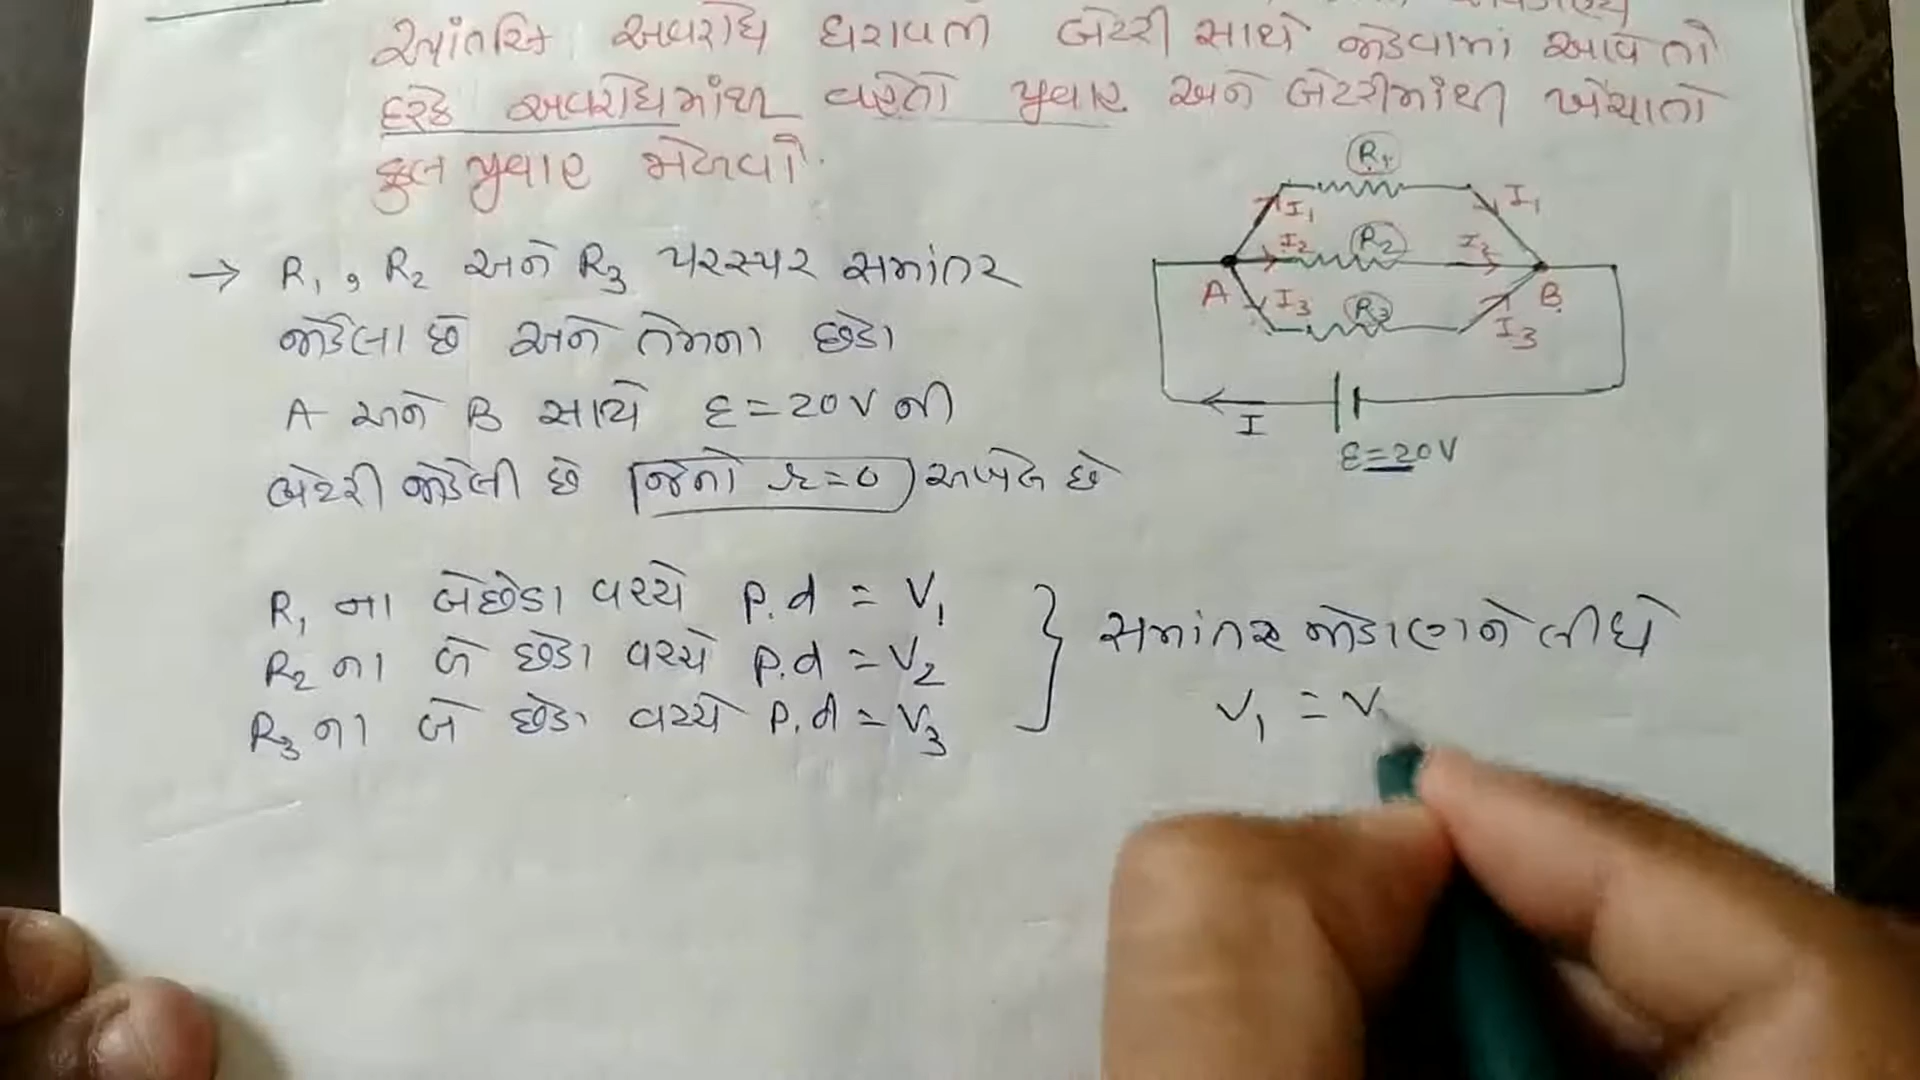 આંતરિક અવરોધ ધરાવતી બેટરી સાથે જોડવામાં આવે તો
દરેક અવરોધમાંથી વહેતો પ્રવાહ અને બેટરીમાંથી ખેંચાતો
કુલ પ્રવાહ મેળવો.
R₁
I₁ I₁
→ R₁, R₂ અને R₃ પરસ્પર સમાંતર
I₂ R₂ I₂
A I₃ R₃ I₃ B
જોડેલા છે અને તેમના છેડા
A અને B સાથે ε=20V ની
I ε=20V
બેટરી જોડેલી છે જેનો r=0 અવરોધ છે
R₁ ના બે છેડા વચ્ચે P.d = V₁
R₂ ના બે છેડા વચ્ચે P.d = V₂
R₃ ના બે છેડા વચ્ચે P.d = V₃
સમાંતર જોડાણને લીધે
V₁ = V